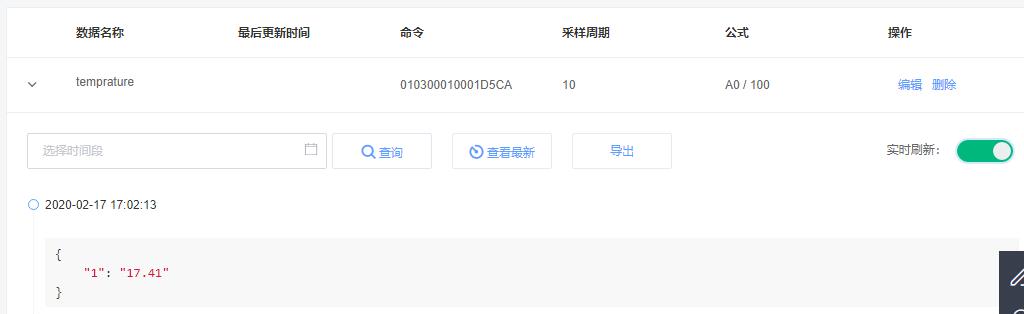 数据名称 最后更新时间 命令 采样周期 公式 操作
temprature 010300010001D5CA 10 A0 / 100 编辑 删除
选择时间段 查询 查看最新 导出 实时刷新：
2020-02-17 17:02:13
{
"1": "17.41"
}